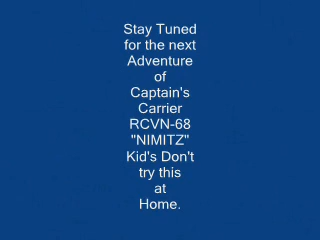 Stay Tuned
for the next
Adventure
of
Captain's
Carrier
RCVN-68
"NIMITZ"
Kid's Don't
try this
at
Home.